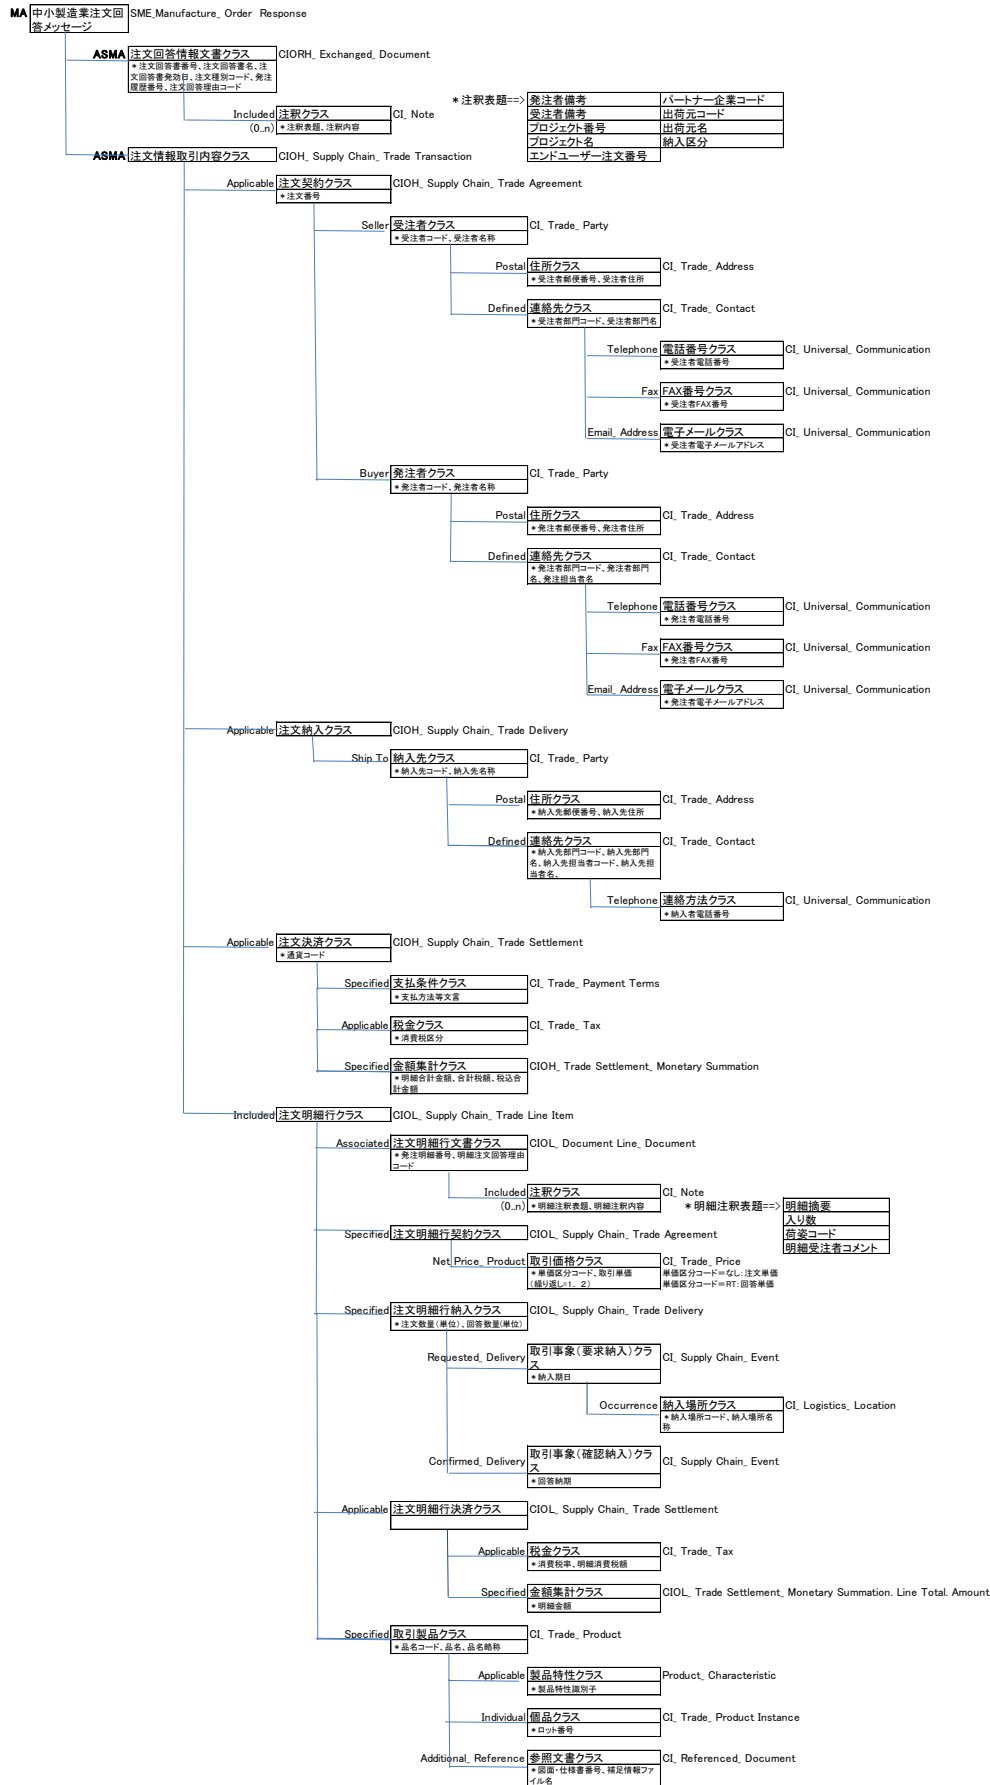 MA 中小製造業注文回 SME_Manufacture_ Order Response
答メッセージ
ASMA 注文回答情報文書クラス CIORH_ Exchanged_ Document
＊注文回答書番号、注文回答書名、注
文回答書発効日、注文種別コード、発注
履歴番号、注文回答理由コード
Included 注釈クラス CI_ Note
(0..n) ＊注釈表題、注釈内容
＊注釈表題==> 発注者備考 パートナー企業コード
受注者備考 出荷元コード
プロジェクト番号 出荷元名
プロジェクト名 納入区分
エンドユーザー注文番号
ASMA 注文情報取引内容クラス CIOH_ Supply Chain_ Trade Transaction
Applicable 注文契約クラス CIOH_ Supply Chain_ Trade Agreement
＊注文番号
Seller 受注者クラス CI_ Trade_ Party
＊受注者コード、受注者名称
Postal 住所クラス CI_ Trade_ Address
＊受注者郵便番号、受注者住所
Defined 連絡先クラス CI_ Trade_ Contact
＊受注者部門コード、受注者部門名
Telephone 電話番号クラス CI_ Universal_ Communication
＊受注者電話番号
Fax FAX番号クラス CI_ Universal_ Communication
＊受注者FAX番号
Email_ Address 電子メールクラス CI_ Universal_ Communication
＊受注者電子メールアドレス
Buyer 発注者クラス CI_ Trade_ Party
＊発注者コード、発注者名称
Postal 住所クラス CI_ Trade_ Address
＊発注者郵便番号、発注者住所
Defined 連絡先クラス CI_ Trade_ Contact
＊発注者部門コード、発注者部門
名、発注担当者名
Telephone 電話番号クラス CI_ Universal_ Communication
＊発注者電話番号
Fax FAX番号クラス CI_ Universal_ Communication
＊発注者FAX番号
Email_ Address 電子メールクラス CI_ Universal_ Communication
＊発注者電子メールアドレス
Applicable 注文納入クラス CIOH_ Supply Chain_ Trade Delivery
Ship To 納入先クラス CI_ Trade_ Party
＊納入先コード、納入先名称
Postal 住所クラス CI_ Trade_ Address
＊納入先郵便番号、納入先住所
Defined 連絡先クラス CI_ Trade_ Contact
＊納入先部門コード、納入先部門
名、納入先担当者コード、納入先担
当者名、
Telephone 連絡方法クラス CI_ Universal_ Communication
＊納入者電話番号
Applicable 注文決済クラス CIOH_ Supply Chain_ Trade Settlement
＊通貨コード
Specified 支払条件クラス CI_ Trade_ Payment Terms
＊支払方法等文言
Applicable 税金クラス CI_ Trade_ Tax
＊消費税区分
Specified 金額集計クラス CIOH_ Trade Settlement_ Monetary Summation
＊明細合計金額、合計税額、税込合
計金額
Included 注文明細行クラス CIOL_ Supply Chain_ Trade Line Item
Associated 注文明細行文書クラス CIOL_ Document Line_ Document
＊発注明細番号、明細注文回答理由
コード
Included 注釈クラス CI_ Note
(0..n) ＊明細注釈表題、明細注釈内容
＊明細注釈表題==> 明細摘要
入り数
荷姿コード
明細受注者コメント
Specified 注文明細行契約クラス CIOL_ Supply Chain_ Trade Agreement
Net Price_ Product 取引価格クラス CI_ Trade_ Price
＊単価区分コード、取引単価 単価区分コード＝なし：注文単価
（繰り返し=1．2） 単価区分コード＝RT：回答単価
Specified 注文明細行納入クラス CIOL_ Supply Chain_ Trade Delivery
＊注文数量（単位）、回答数量（単位）
Requested_ Delivery 取引事象（要求納入）クラ CI_ Supply Chain_ Event
ス
＊納入期日
Occurrence 納入場所クラス CI_ Logistics_ Location
＊納入場所コード、納入場所名
称
Confirmed_ Delivery 取引事象（確認納入）クラ CI_ Supply Chain_ Event
ス
＊回答納期
Applicable 注文明細行決済クラス CIOL_ Supply Chain_ Trade Settlement
Applicable 税金クラス CI_ Trade_ Tax
＊消費税率、明細消費税額
Specified 金額集計クラス CIOL_ Trade Settlement_ Monetary Summation. Line Total. Amount
＊明細金額
Specified 取引製品クラス CI_ Trade_ Product
＊品名コード、品名、品名略称
Applicable 製品特性クラス Product_ Characteristic
＊製品特性識別子
Individual 個品クラス CI_ Trade_ Product Instance
＊ロット番号
Additional_ Reference 参照文書クラス CI_ Referenced_ Document
＊図面・仕様書番号、補足情報ファ
イル名